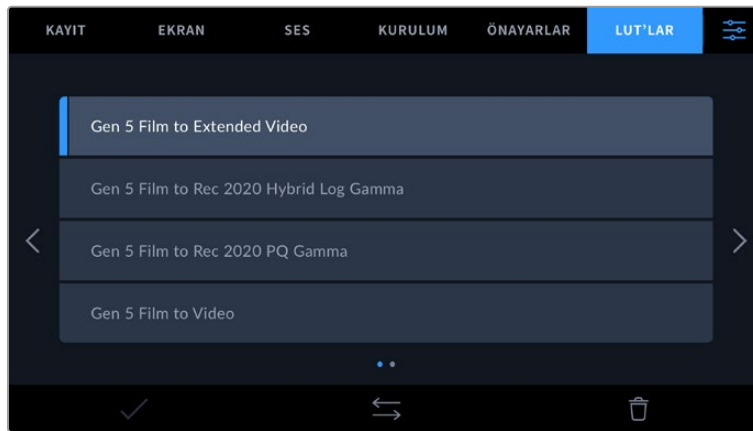 KAYIT EKRAN SES KURULUM ÖNAYARLAR LUT’LAR
Gen 5 Film to Extended Video
Gen 5 Film to Rec 2020 Hybrid Log Gamma
Gen 5 Film to Rec 2020 PQ Gamma
Gen 5 Film to Video